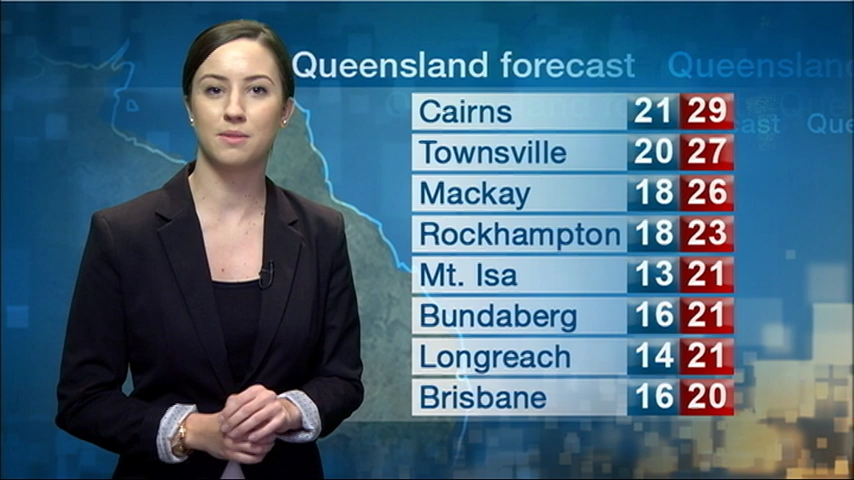 Queensland forecast Queensland
Cairns 21 29
Townsville 20 27
Mackay 18 26
Rockhampton 18 23
Mt. Isa 13 21
Bundaberg 16 21
Longreach 14 21
Brisbane 16 20